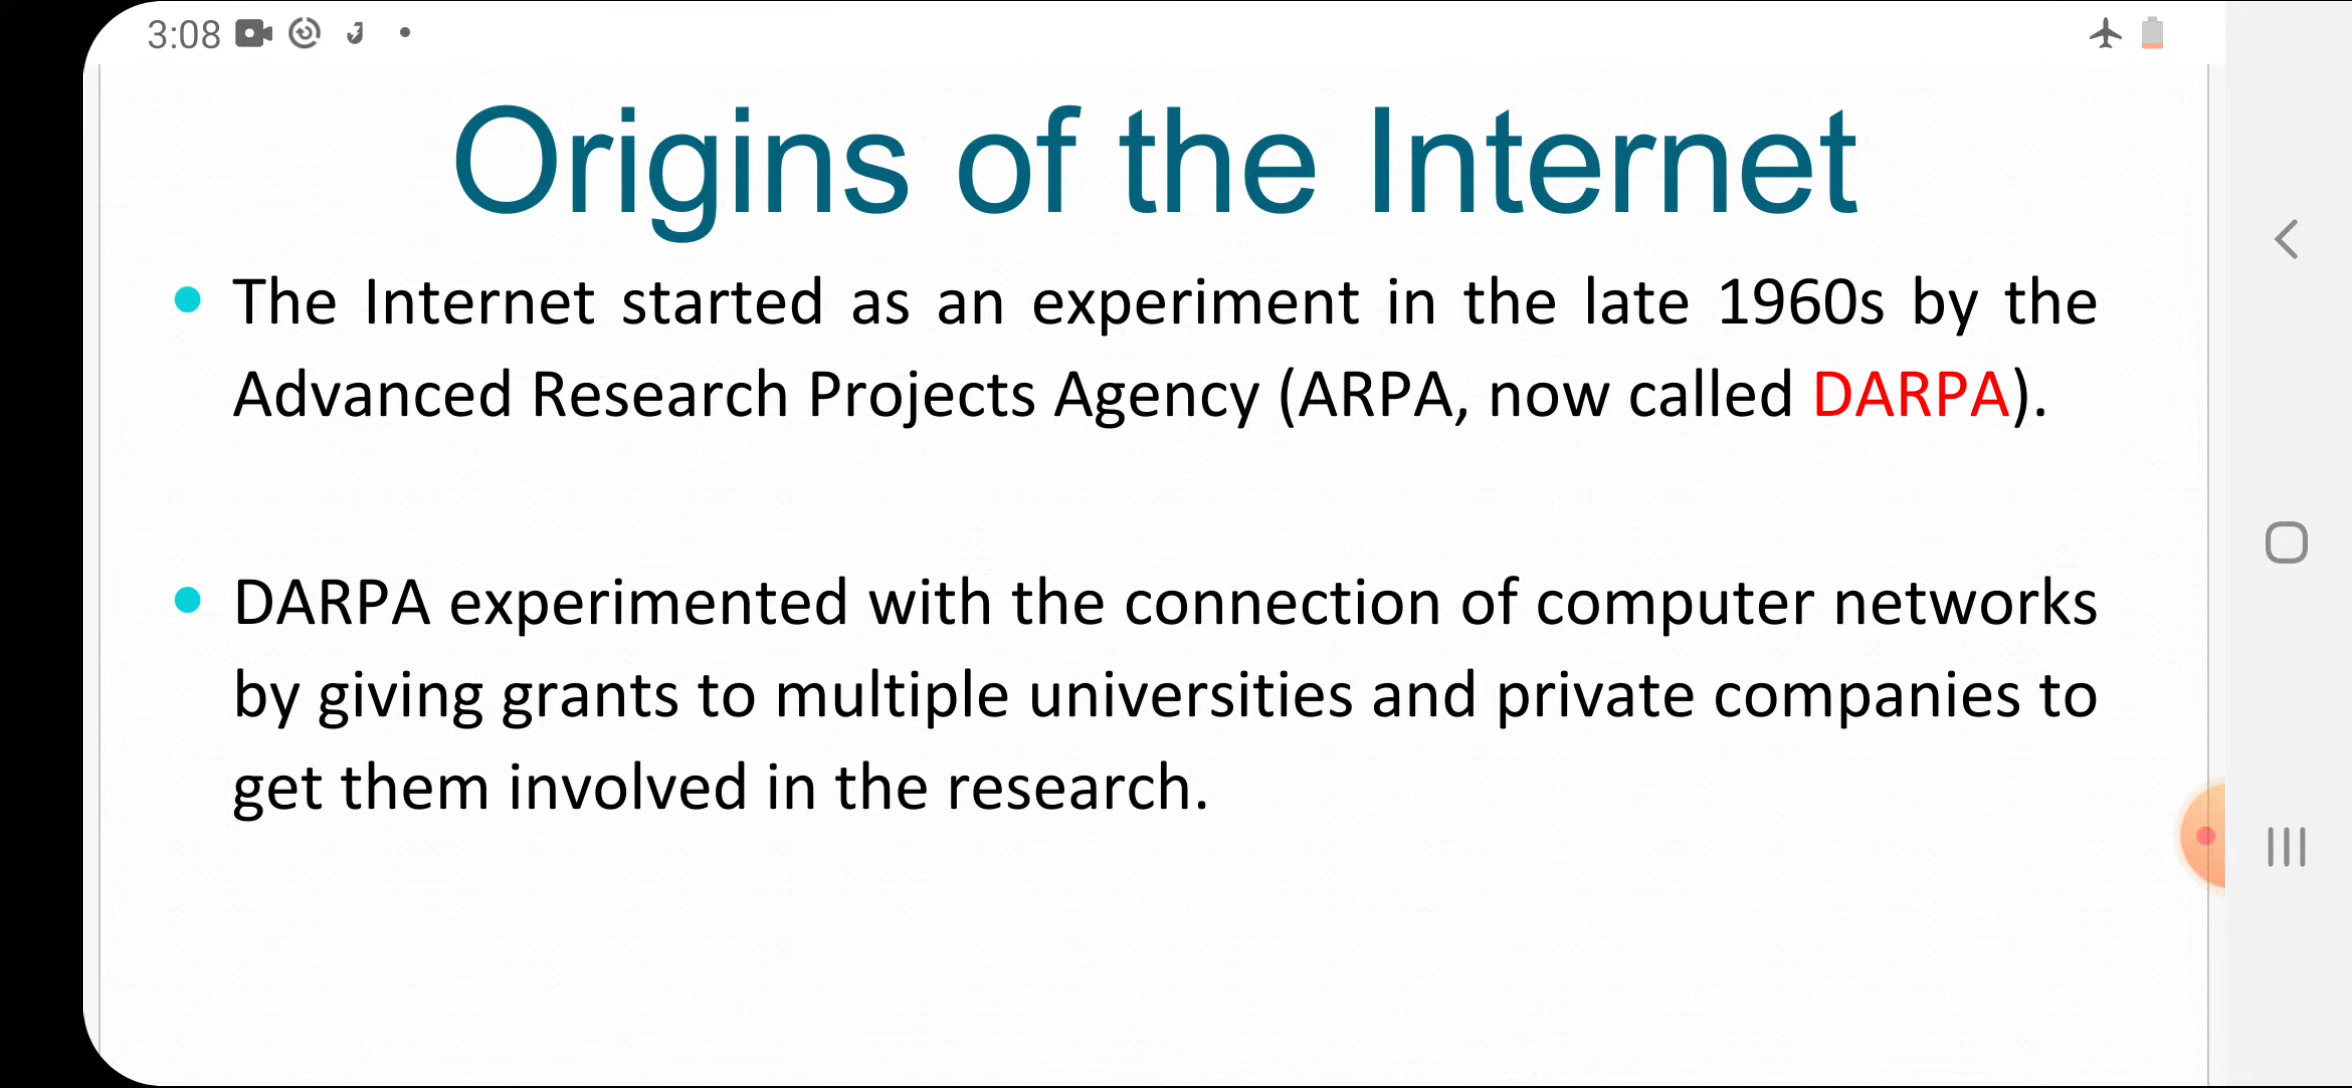 3:08
Origins of the Internet
• The Internet started as an experiment in the late 1960s by the
Advanced Research Projects Agency (ARPA, now called DARPA).
• DARPA experimented with the connection of computer networks
by giving grants to multiple universities and private companies to
get them involved in the research.